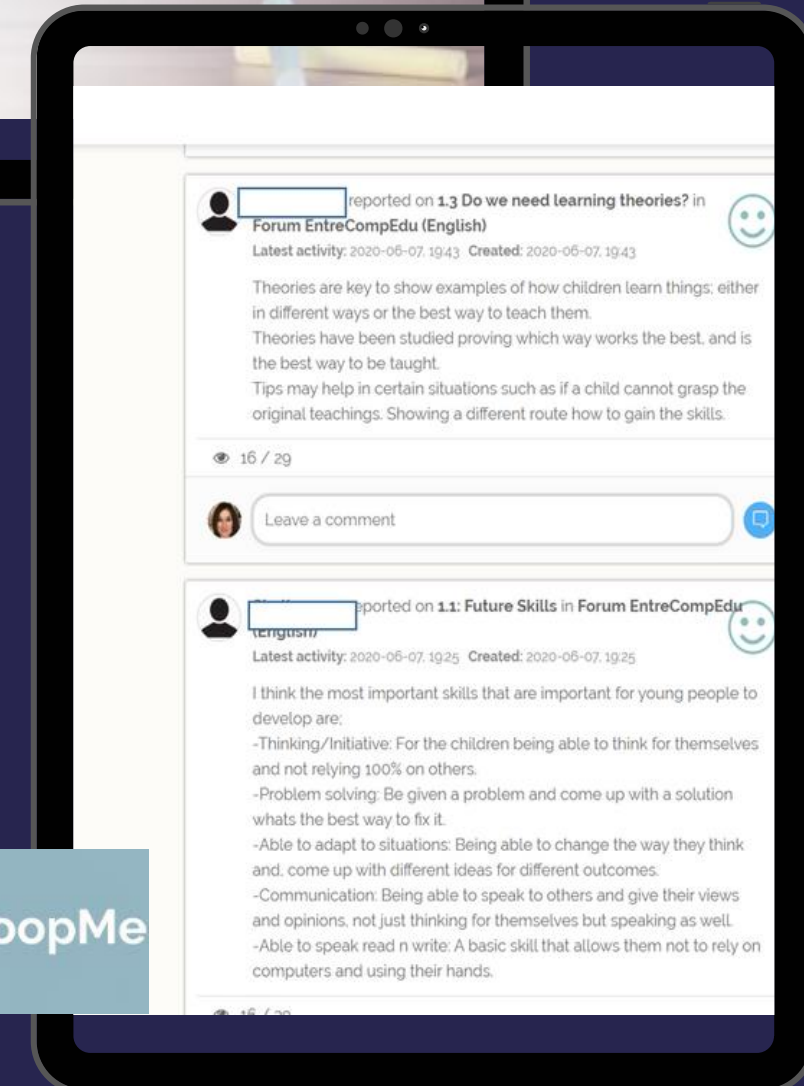 reported on 1.3 Do we need learning theories? in
Forum EntreCompEdu (English)
Latest activity: 2020-06-07, 19:43 Created: 2020-06-07, 19:43
Theories are key to show examples of how children learn things; either
in different ways or the best way to teach them.
Theories have been studied proving which way works the best, and is
the best way to be taught.
Tips may help in certain situations such as if a child cannot grasp the
original teachings. Showing a different route how to gain the skills.
16 / 29
Leave a comment
eported on 1.1: Future Skills in Forum EntreCompEdu
(English)
Latest activity: 2020-06-07, 19:25 Created: 2020-06-07, 19:25
I think the most important skills that are important for young people to
develop are;
-Thinking/Initiative: For the children being able to think for themselves
and not relying 100% on others.
-Problem solving: Be given a problem and come up with a solution
whats the best way to fix it.
-Able to adapt to situations: Being able to change the way they think
and, come up with different ideas for different outcomes.
-Communication: Being able to speak to others and give their views
and opinions, not just thinking for themselves but speaking as well.
-Able to speak read n write: A basic skill that allows them not to rely on
computers and using their hands.
16 / 29
oopMe